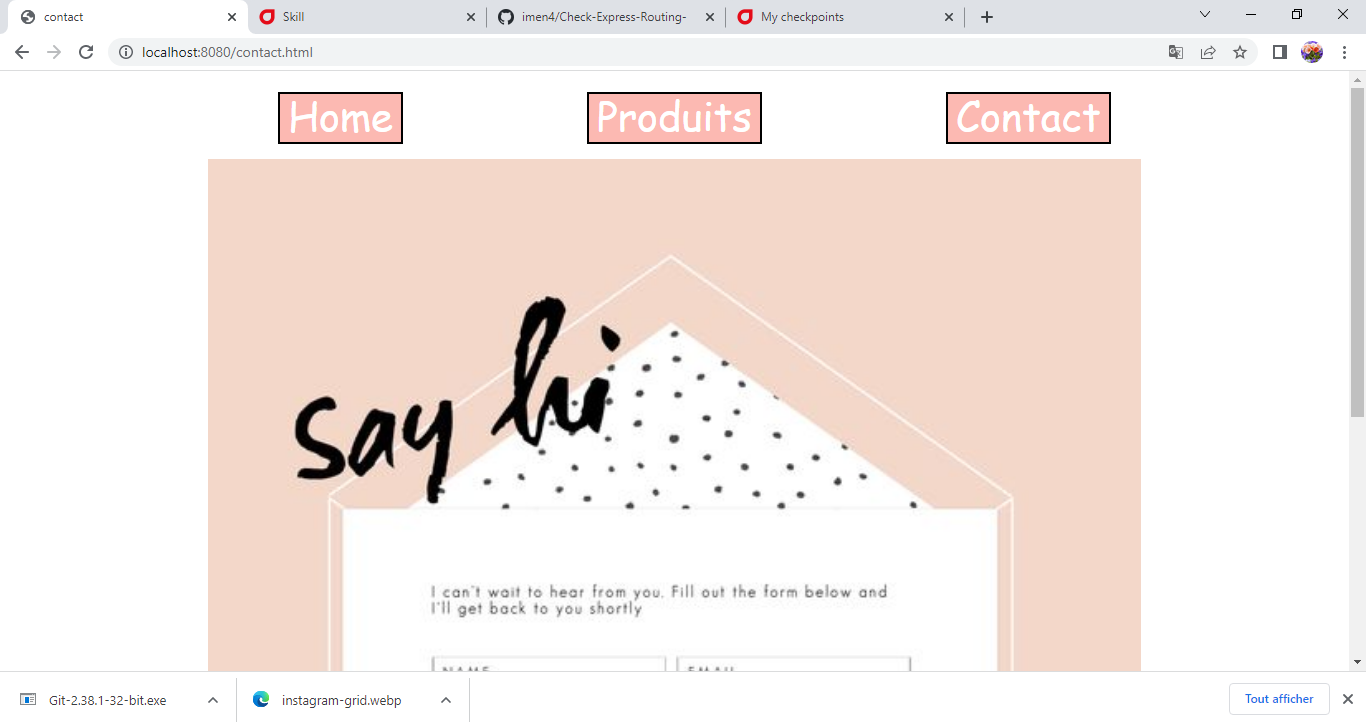 contact
Skill
imen4/Check-Express-Routing-
My checkpoints
localhost:8080/contact.html
Home
Produits
Contact
say hi
I can't wait to hear from you. Fill out the form below and
I'll get back to you shortly
NAME
EMAIL
Git-2.38.1-32-bit.exe
instagram-grid.webp
Tout afficher